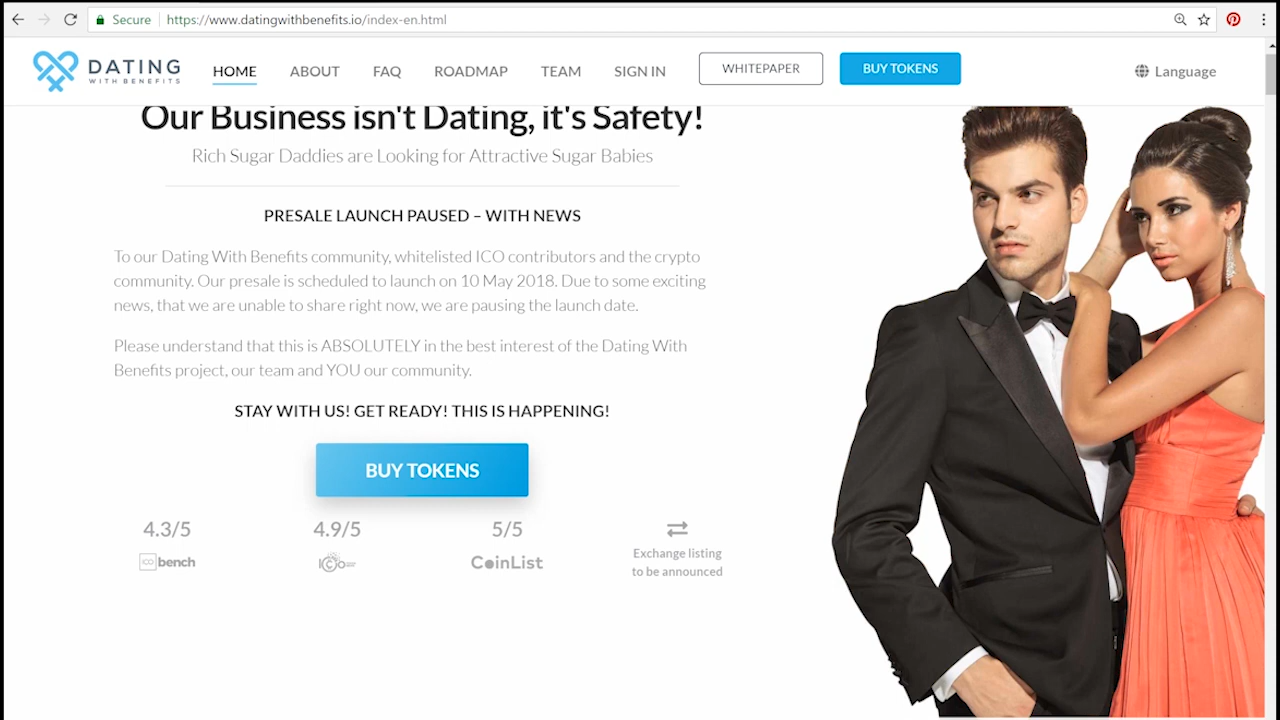 Secure https://www.datingwithbenefits.io/index-en.html
DATING
WITH BENEFITS
HOME ABOUT FAQ ROADMAP TEAM SIGN IN WHITEPAPER BUY TOKENS Language
Our Business isn't Dating, it's Safety!
Rich Sugar Daddies are Looking for Attractive Sugar Babies
PRESALE LAUNCH PAUSED – WITH NEWS
To our Dating With Benefits community, whitelisted ICO contributors and the crypto
community. Our presale is scheduled to launch on 10 May 2018. Due to some exciting
news, that we are unable to share right now, we are pausing the launch date.
Please understand that this is ABSOLUTELY in the best interest of the Dating With
Benefits project, our team and YOU our community.
STAY WITH US! GET READY! THIS IS HAPPENING!
BUY TOKENS
4.3/5 4.9/5 5/5
ICO bench CoinList
Exchange listing
to be announced